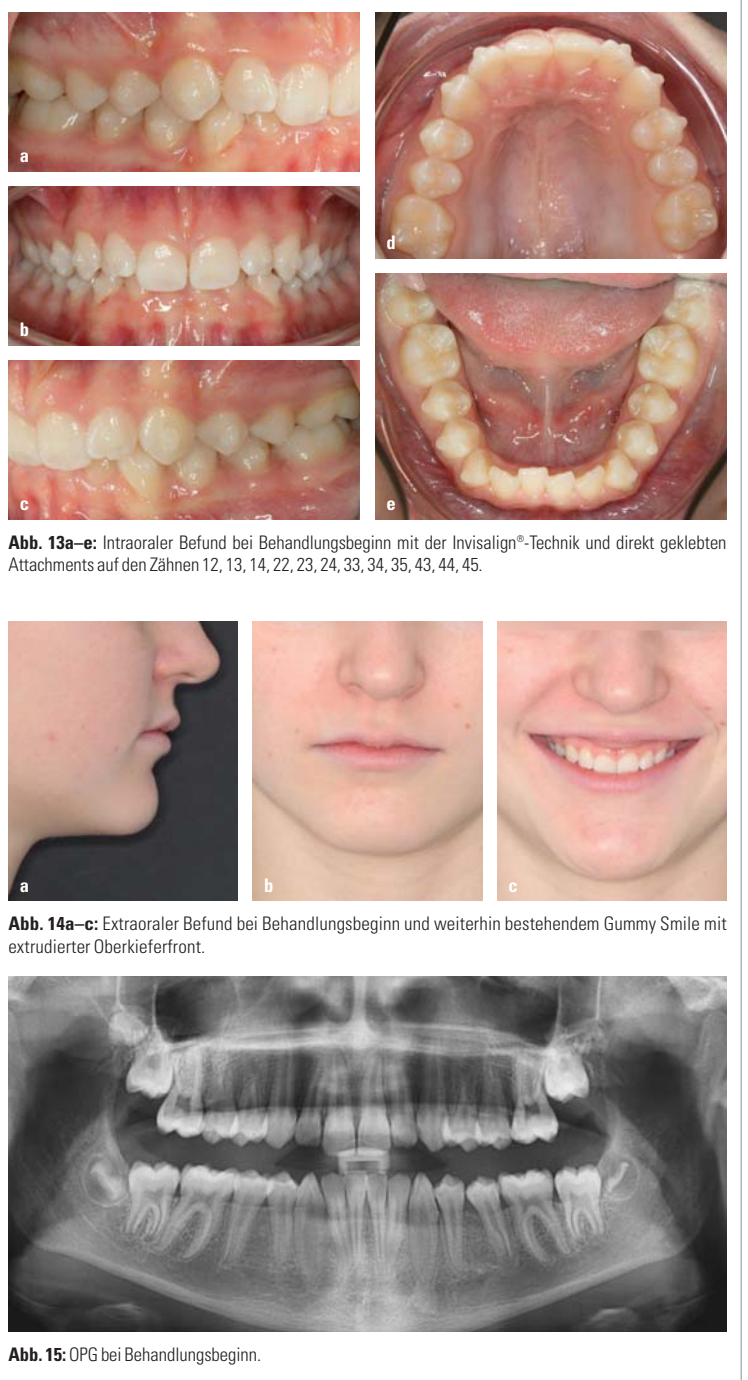 a
b
c
d
e
Abb. 13a–e: Intraoraler Befund bei Behandlungsbeginn mit der Invisalign®-Technik und direkt geklebten
Attachments auf den Zähnen 12, 13, 14, 22, 23, 24, 33, 34, 35, 43, 44, 45.
a
b
c
Abb. 14a–c: Extraoraler Befund bei Behandlungsbeginn und weiterhin bestehendem Gummy Smile mit
extrudierter Oberkieferfront.
Abb. 15: OPG bei Behandlungsbeginn.